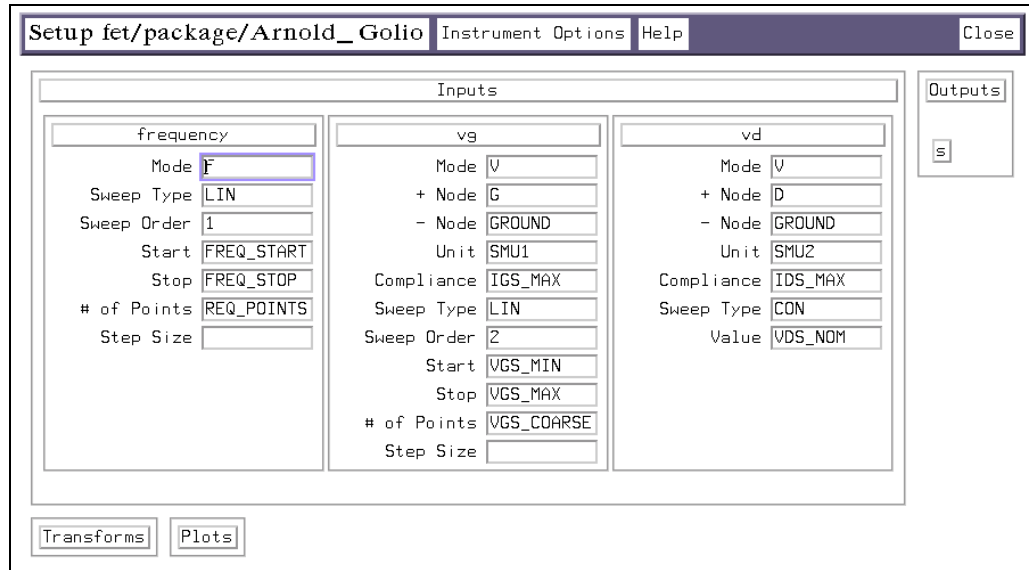 Setup fet/package/Arnold_Golio Instrument Options Help Close
Inputs
Outputs
s
frequency
Mode F
Sweep Type LIN
Sweep Order 1
Start FREQ_START
Stop FREQ_STOP
# of Points REQ_POINTS
Step Size
vg
Mode V
+ Node G
- Node GROUND
Unit SMU1
Compliance IGS_MAX
Sweep Type LIN
Sweep Order 2
Start VGS_MIN
Stop VGS_MAX
# of Points VGS_COARSE
Step Size
vd
Mode V
+ Node D
- Node GROUND
Unit SMU2
Compliance IDS_MAX
Sweep Type CON
Value VDS_NOM
Transforms Plots